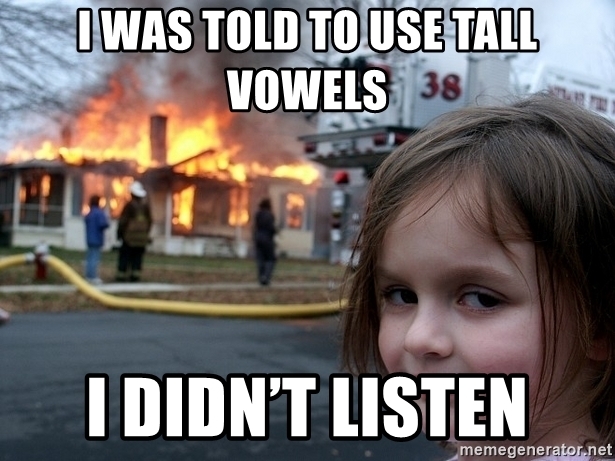 I WAS TOLD TO USE TALL
VOWELS
38
I DIDN'T LISTEN
memegenerator.net